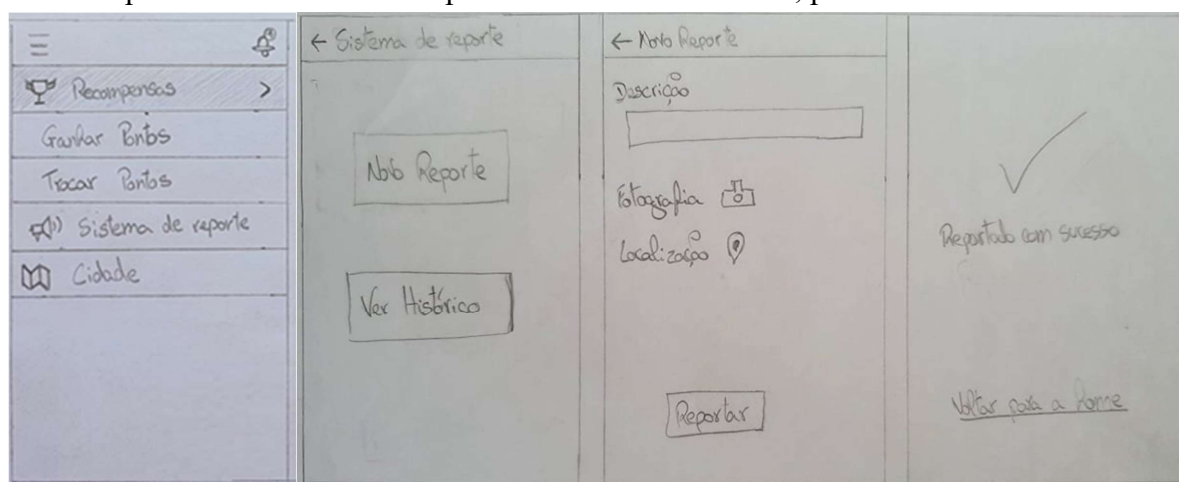 Recompensas
Ganhar Pontos
Trocar Pontos
Sistema de reporte
Cidade
← Sistema de reporte
Novo Reporte
Ver Histórico
← Novo Reporte
Descrição
Fotografia
Localização
Reportar
Reportado com sucesso
Voltar para a Home